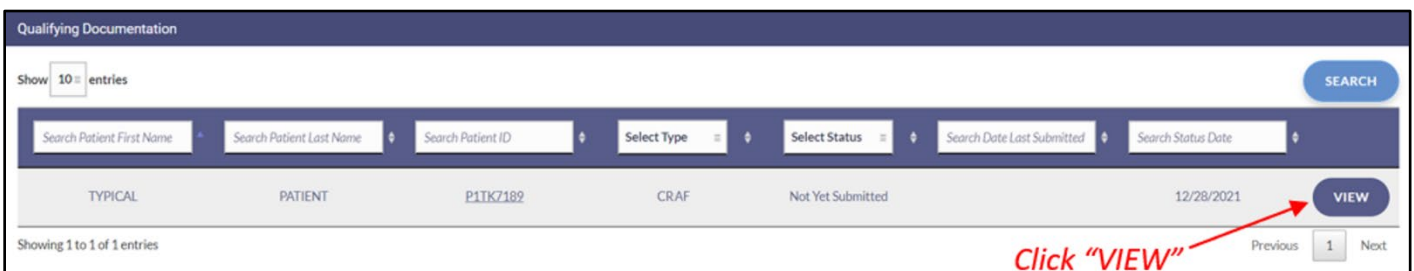 Qualifying Documentation
Show 10 entries
SEARCH
Search Patient First Name Search Patient Last Name Search Patient ID Select Type Select Status Search Date Last Submitted Search Status Date
TYPICAL PATIENT P1TK7189 CRAF Not Yet Submitted 12/28/2021 VIEW
Showing 1 to 1 of 1 entries
Click "VIEW"
Previous 1 Next